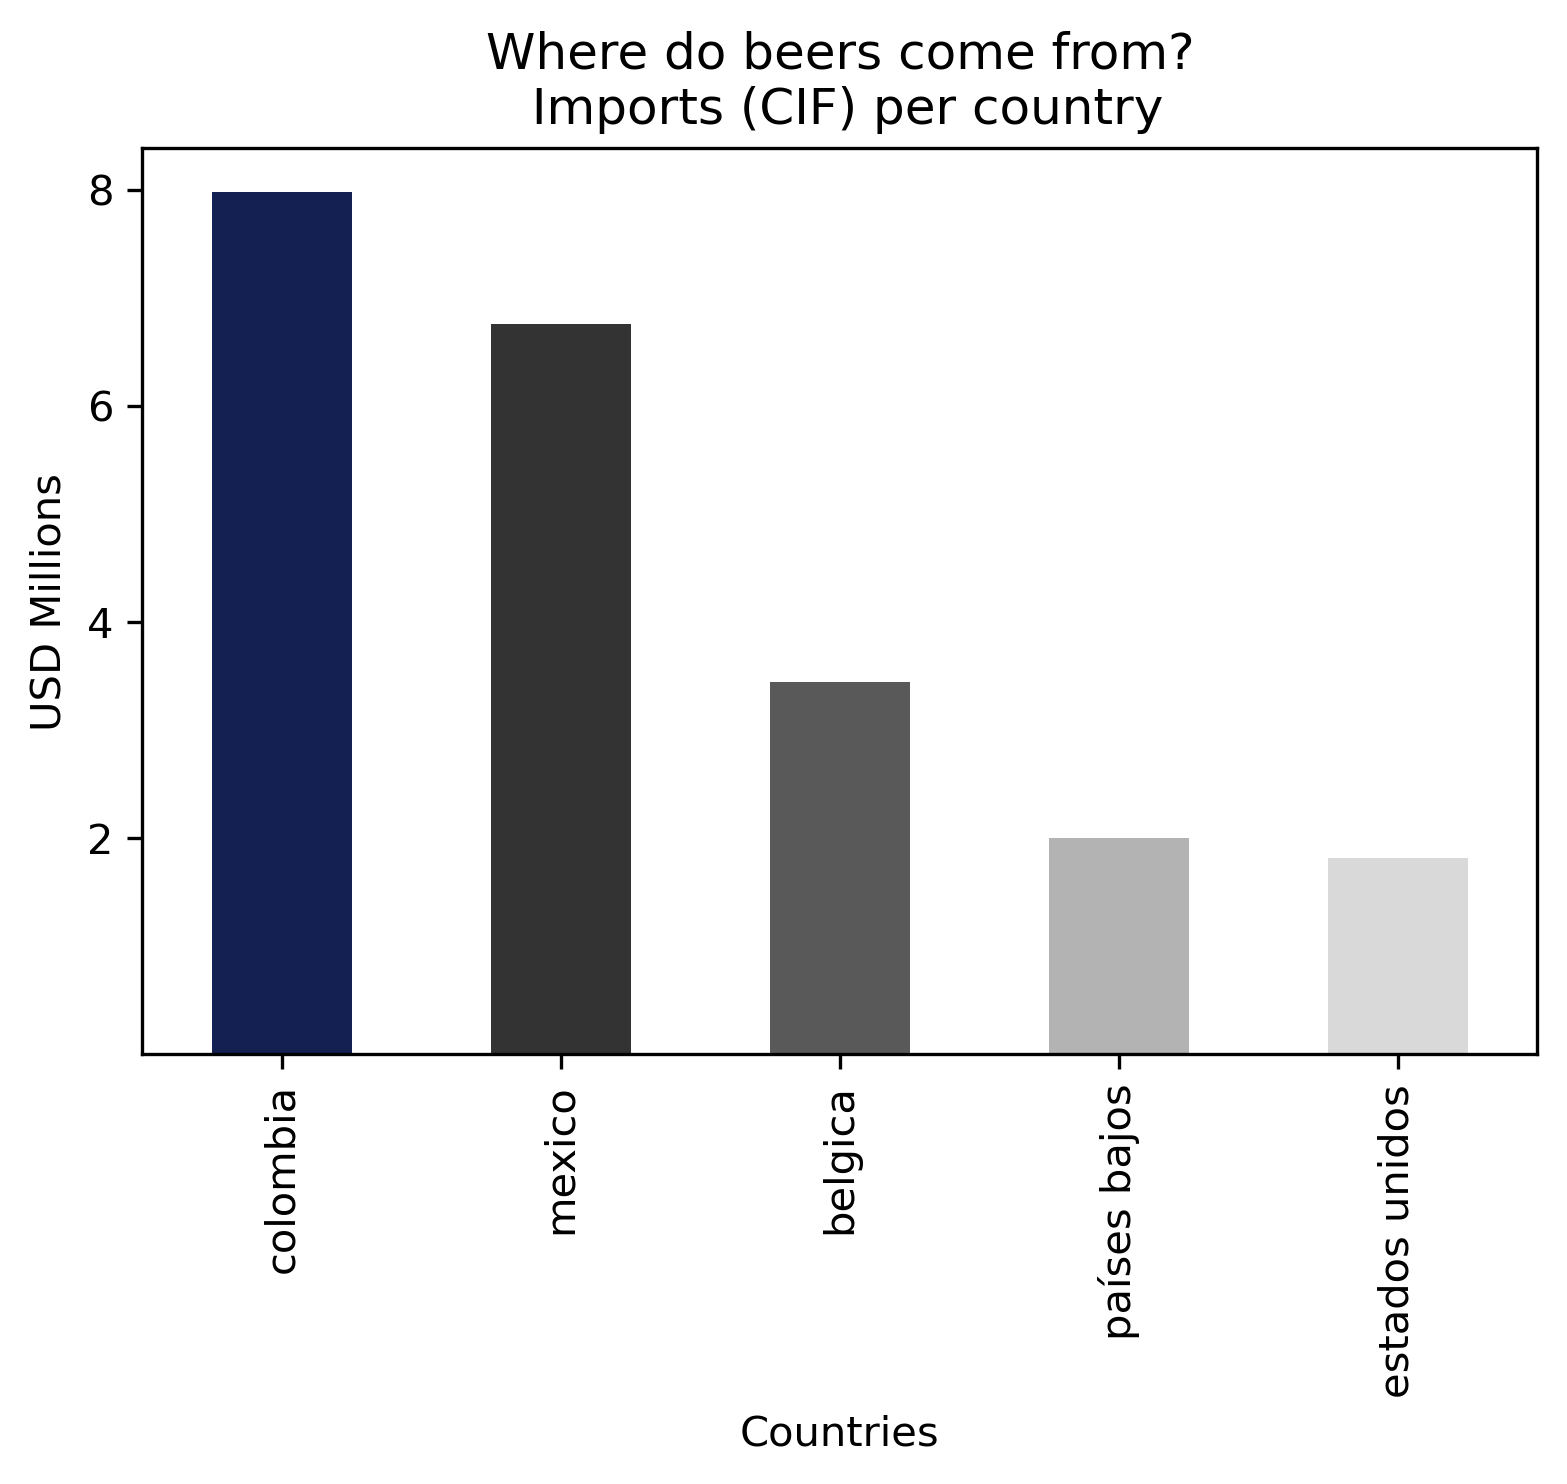 Where do beers come from?
Imports (CIF) per country
USD Millions
8
6
4
2
colombia
mexico
belgica
países bajos
estados unidos
Countries